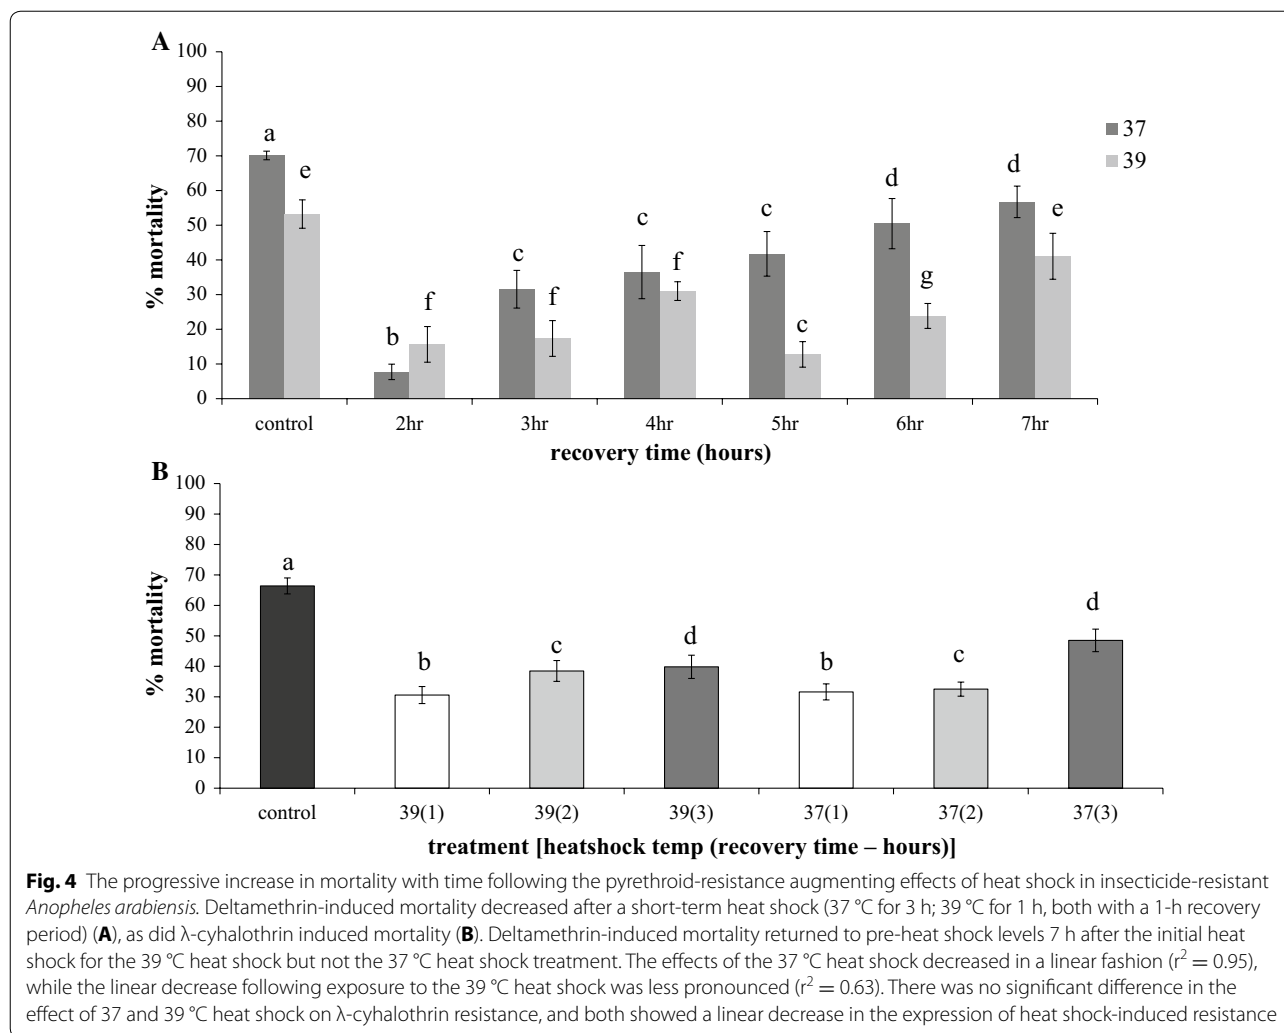 A
100
90
80
70
60
50
40
30
20
10
0
% mortality
a
e
b
f
c
f
c
f
c
c
d
g
d
e
37
39
control 2hr 3hr 4hr 5hr 6hr 7hr
recovery time (hours)
B
100
90
80
70
60
50
40
30
20
10
0
% mortality
a
b
c
d
b
c
d
control 39(1) 39(2) 39(3) 37(1) 37(2) 37(3)
treatment [heatshock temp (recovery time – hours)]
Fig. 4 The progressive increase in mortality with time following the pyrethroid-resistance augmenting effects of heat shock in insecticide-resistant
Anopheles arabiensis. Deltamethrin-induced mortality decreased after a short-term heat shock (37 °C for 3 h; 39 °C for 1 h, both with a 1-h recovery
period) (A), as did λ-cyhalothrin induced mortality (B). Deltamethrin-induced mortality returned to pre-heat shock levels 7 h after the initial heat
shock for the 39 °C heat shock but not the 37 °C heat shock treatment. The effects of the 37 °C heat shock decreased in a linear fashion (r² = 0.95),
while the linear decrease following exposure to the 39 °C heat shock was less pronounced (r² = 0.63). There was no significant difference in the
effect of 37 and 39 °C heat shock on λ-cyhalothrin resistance, and both showed a linear decrease in the expression of heat shock-induced resistance